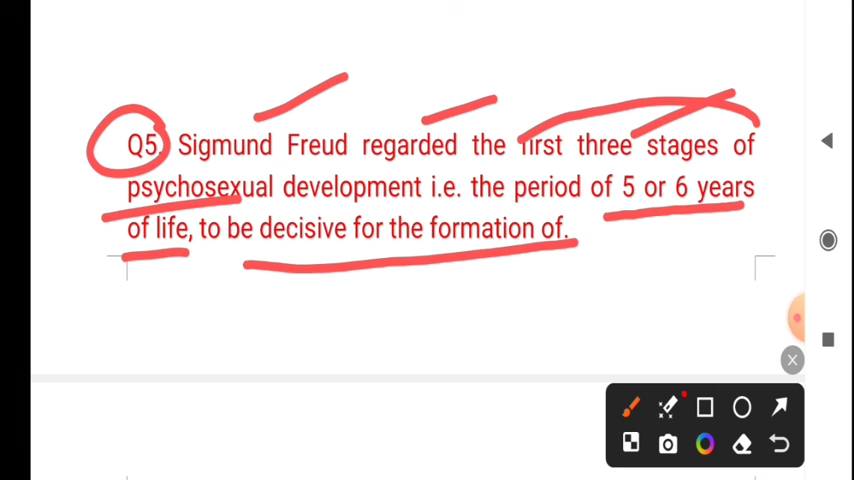 Q5. Sigmund Freud regarded the first three stages of
psychosexual development i.e. the period of 5 or 6 years
of life, to be decisive for the formation of.